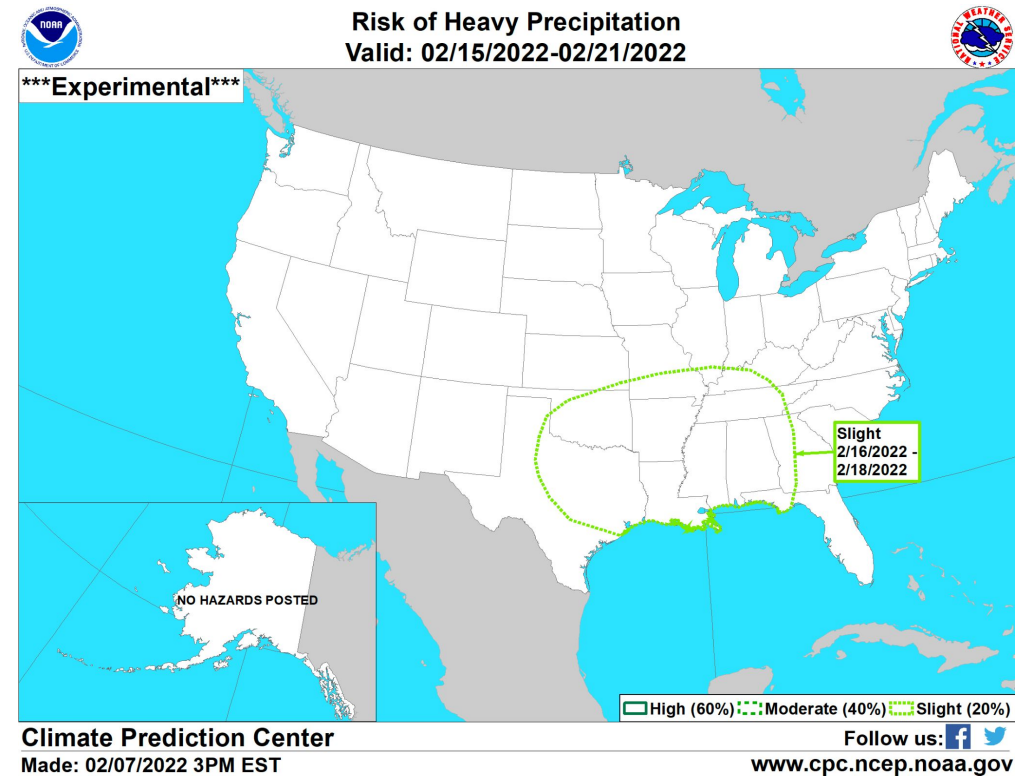 Risk of Heavy Precipitation
Valid: 02/15/2022-02/21/2022
NOAA
***Experimental***
Slight
2/16/2022 -
2/18/2022
NO HAZARDS POSTED
High (60%) Moderate (40%) Slight (20%)
Climate Prediction Center
Follow us:
Made: 02/07/2022 3PM EST
www.cpc.ncep.noaa.gov